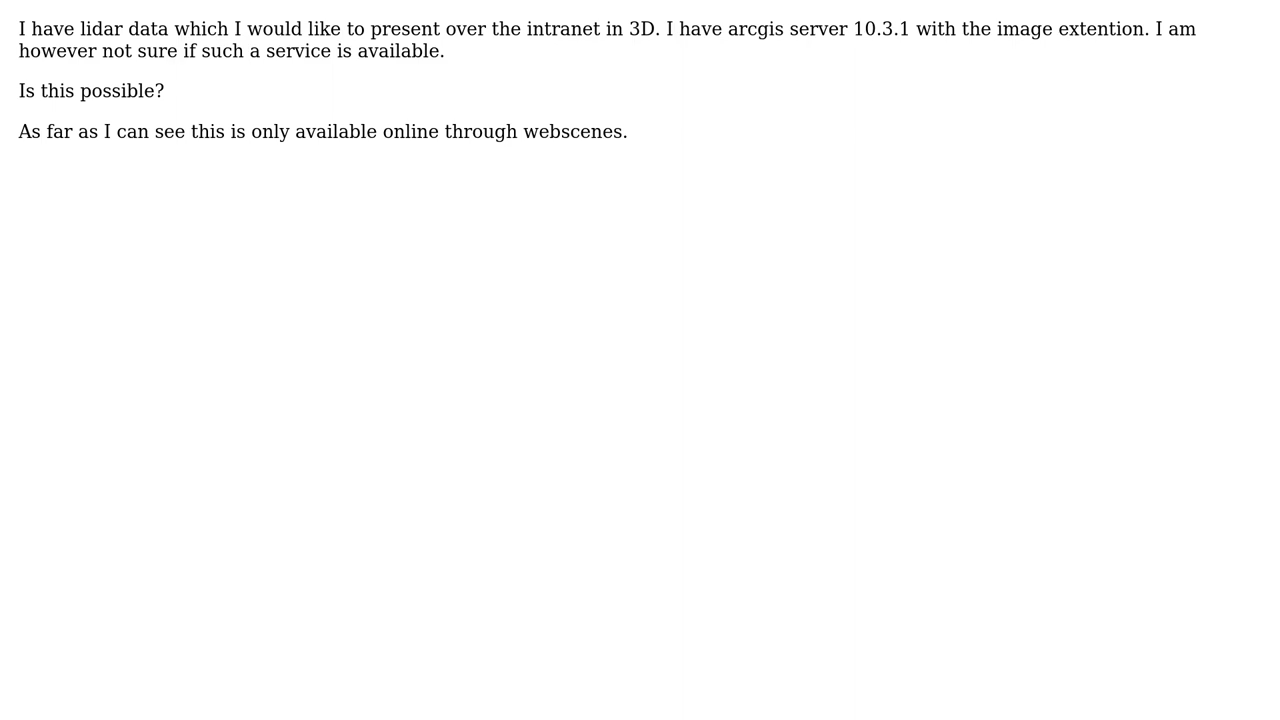 I have lidar data which I would like to present over the intranet in 3D. I have arcgis server 10.3.1 with the image extention. I am
however not sure if such a service is available.
Is this possible?
As far as I can see this is only available online through webscenes.